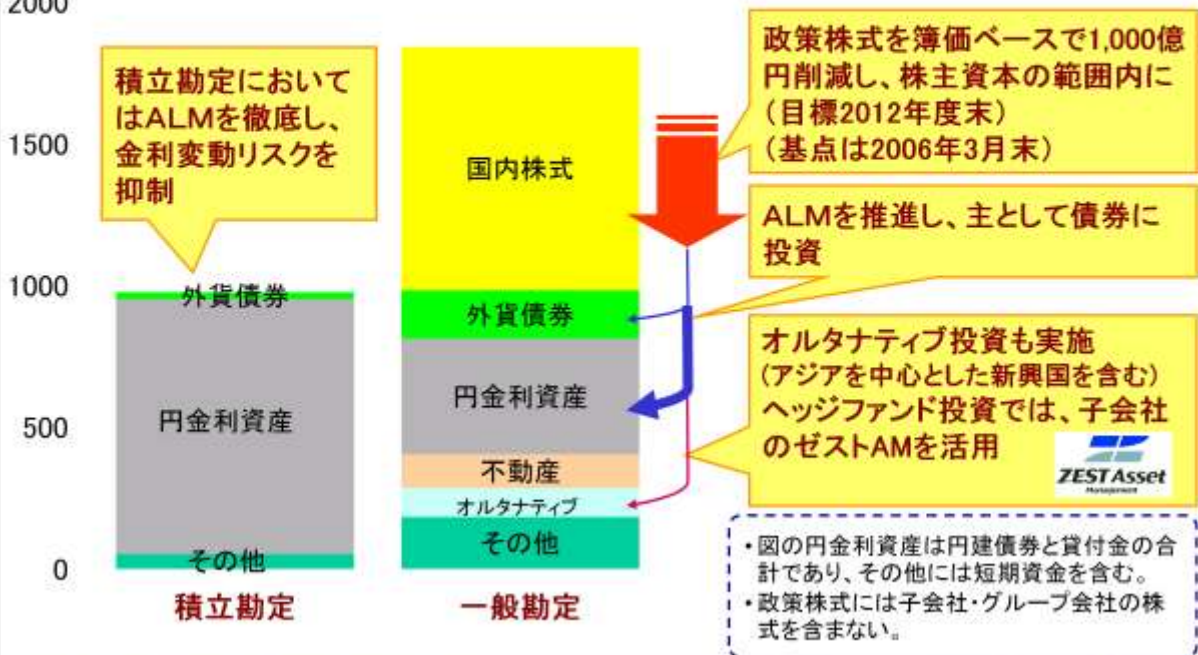 2000
1500
1000
500
0
積立勘定において
はALMを徹底し、
金利変動リスクを
抑制
外貨債券
円金利資産
その他
積立勘定
国内株式
外貨債券
円金利資産
不動産
オルタナティブ
その他
一般勘定
政策株式を簿価ベースで1,000億
円削減し、株主資本の範囲内に
(目標2012年度末)
(基点は2006年3月末)
ALMを推進し、主として債券に
投資
オルタナティブ投資も実施
(アジアを中心とした新興国を含む)
ヘッジファンド投資では、子会社
のゼストAMを活用
ZEST Asset
Management
・図の円金利資産は円建債券と貸付金の合
計であり、その他には短期資金を含む。
・政策株式には子会社・グループ会社の株
式を含まない。